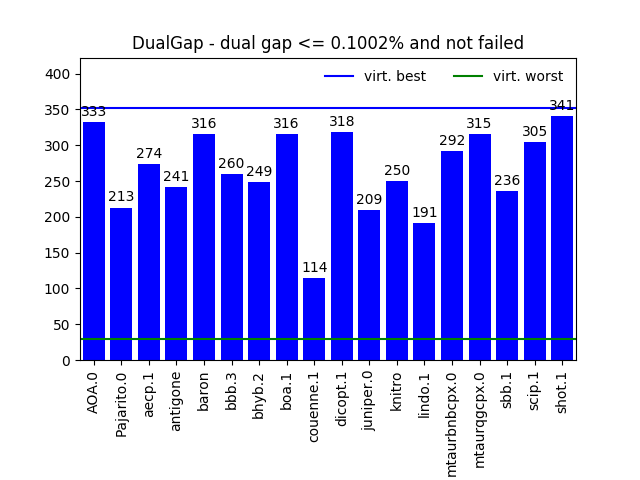 DualGap - dual gap <= 0.1002% and not failed
virt. best
virt. worst
400
350
300
250
200
150
100
50
0
333
213
274
241
316
260
249
316
114
318
209
250
191
292
315
236
305
341
AOA.0
Pajarito.0
aecp.1
antigone
baron
bbb.3
bhyb.2
boa.1
couenne.1
dicopt.1
juniper.0
knitro
lindo.1
mtaurbnbcpx.0
mtaurqgcpx.0
sbb.1
scip.1
shot.1